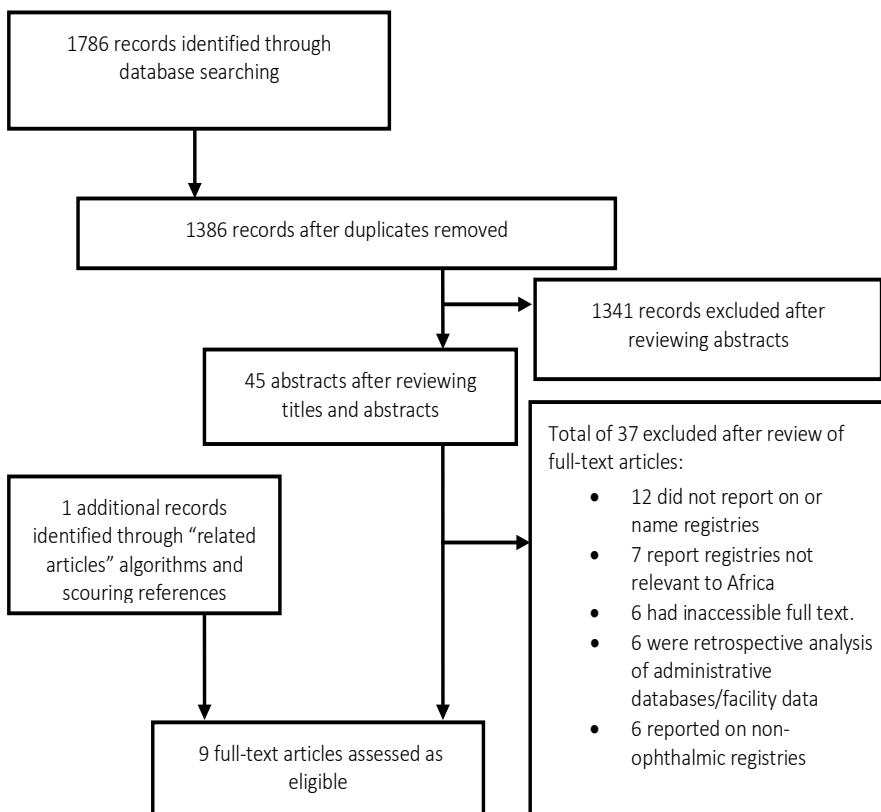 1786 records identified through
database searching
1386 records after duplicates removed
1341 records excluded after
reviewing abstracts
45 abstracts after reviewing
titles and abstracts
Total of 37 excluded after review of
full-text articles:
• 12 did not report on or
name registries
• 7 report registries not
relevant to Africa
• 6 had inaccessible full text.
• 6 were retrospective analysis
of administrative
databases/facility data
• 6 reported on non-
ophthalmic registries
1 additional records
identified through “related
articles” algorithms and
scouring references
9 full-text articles assessed as
eligible